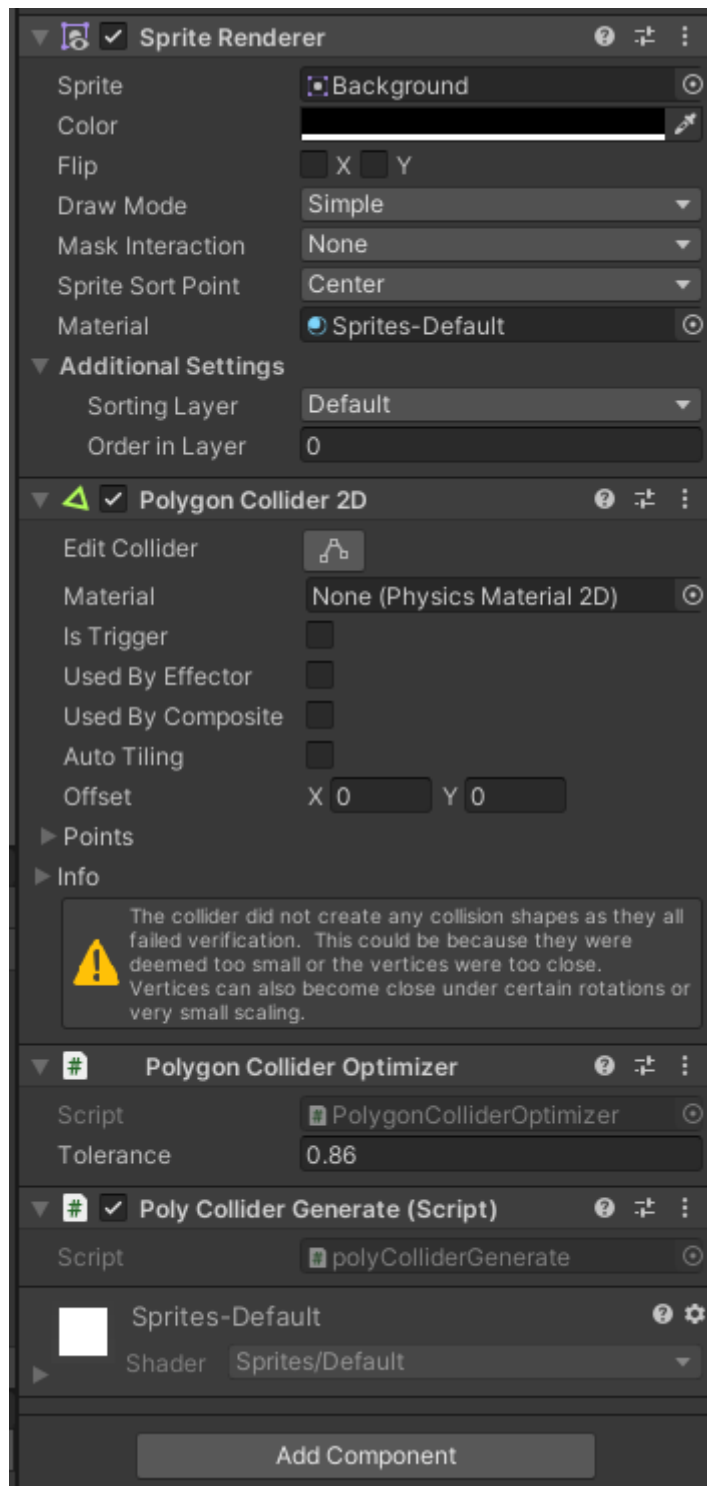 Sprite Renderer
Sprite Background
Color
Flip X Y
Draw Mode Simple
Mask Interaction None
Sprite Sort Point Center
Material Sprites-Default
Additional Settings
Sorting Layer Default
Order in Layer 0
Polygon Collider 2D
Edit Collider
Material None (Physics Material 2D)
Is Trigger
Used By Effector
Used By Composite
Auto Tiling
Offset X 0 Y 0
Points
Info
The collider did not create any collision shapes as they all
failed verification. This could be because they were
deemed too small or the vertices were too close.
Vertices can also become close under certain rotations or
very small scaling.
# Polygon Collider Optimizer
Script # PolygonColliderOptimizer
Tolerance 0.86
# Poly Collider Generate (Script)
Script # polyColliderGenerate
Sprites-Default
Shader Sprites/Default
Add Component